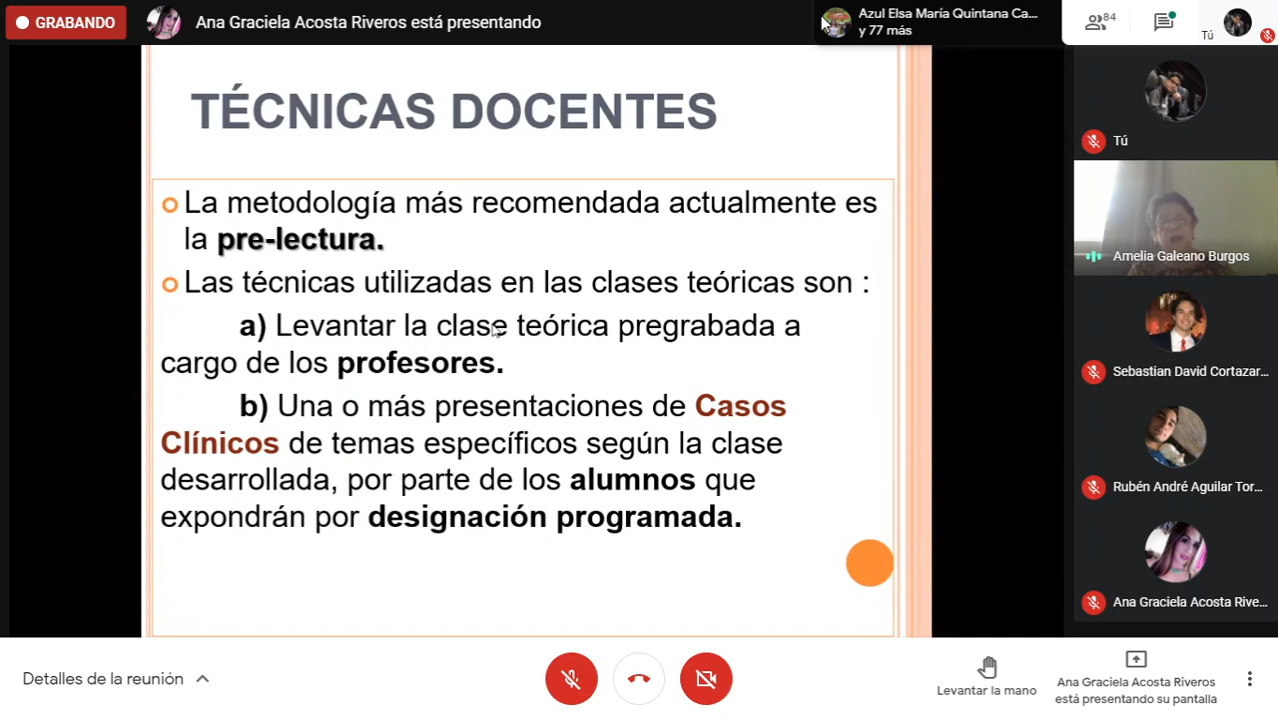 GRABANDO
Ana Graciela Acosta Riveros está presentando
Azul Elsa María Quintana Ca...
y 77 más
84
Tú
TÉCNICAS DOCENTES
La metodología más recomendada actualmente es
la pre-lectura.
Las técnicas utilizadas en las clases teóricas son :
a) Levantar la clase teórica pregrabada a
cargo de los profesores.
b) Una o más presentaciones de Casos
Clínicos de temas específicos según la clase
desarrollada, por parte de los alumnos que
expondrán por designación programada.
Tú
Amelia Galeano Burgos
Sebastian David Cortazar...
Rubén André Aguilar Tor...
Ana Graciela Acosta Rive...
Detalles de la reunión
Levantar la mano
Ana Graciela Acosta Riveros
está presentando su pantalla